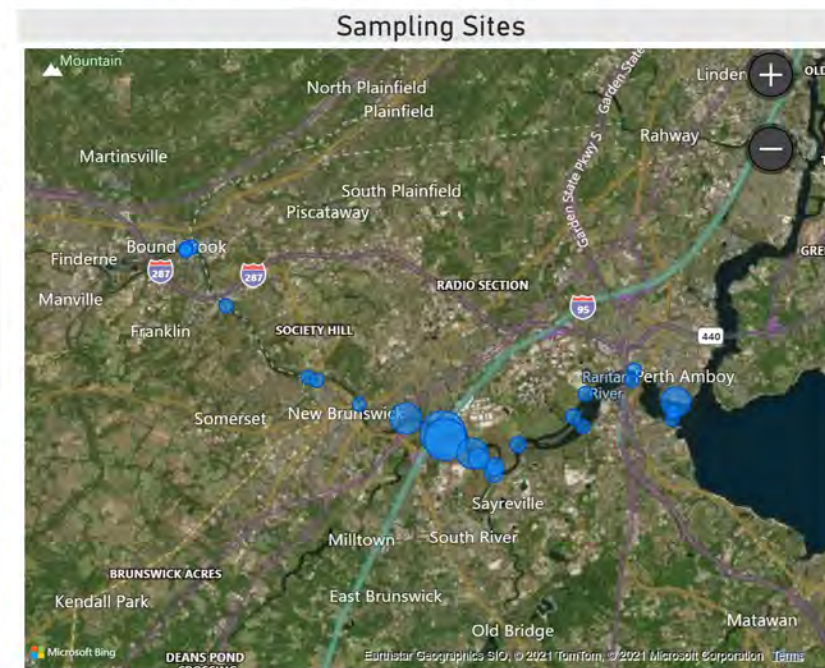 Sampling Sites
Mountain
Linden
North Plainfield
Plainfield
Garden State
Rahway
Martinsville
Garden State Pkwy S
South Plainfield
Piscataway
Bound Brook
Finderne
287
287
Manville
RADIO SECTION
95
Franklin
SOCIETY HILL
440
Raritan
River
Perth Amboy
Somerset
New Brunswick
Sayreville
Milltown
South River
BRUNSWICK ACRES
Kendall Park
East Brunswick
Matawan
Old Bridge
Microsoft Bing
DEANS POND
CROSSING
Earthstar Geographics SIO, © 2021 TomTom, © 2021 Microsoft Corporation Terms